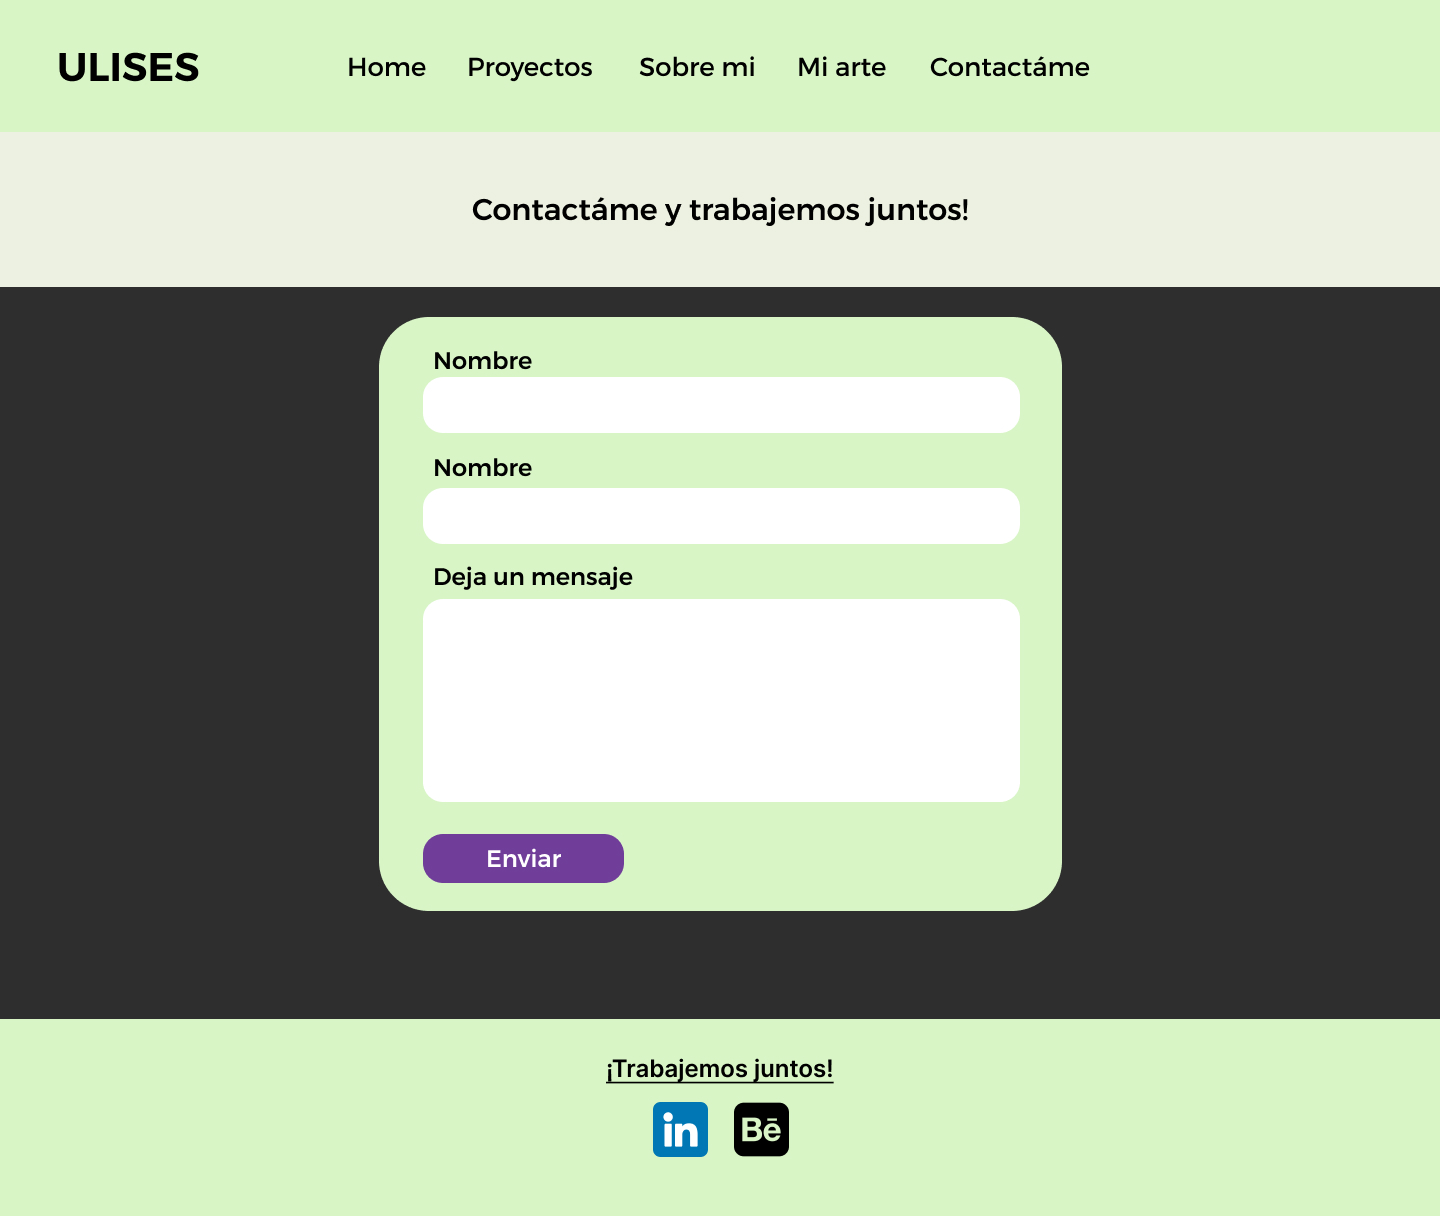 ULISES Home Proyectos Sobre mi Mi arte Contactáme
Contactáme y trabajemos juntos!
Nombre
Nombre
Deja un mensaje
Enviar
¡Trabajemos juntos!
in Bē